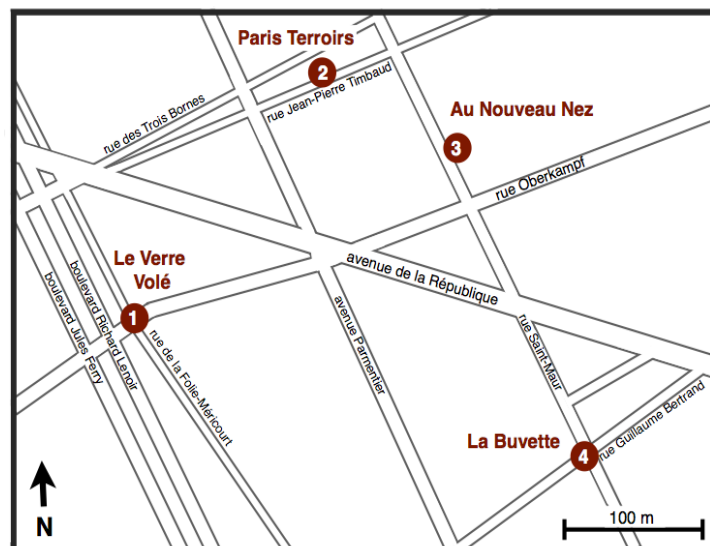 Paris Terroirs
2
rue des Trois Bornes
rue Jean-Pierre Timbaud
Au Nouveau Nez
3
rue Oberkampf
Le Verre
Volé
1
avenue de la République
boulevard Jules Ferry
boulevard Richard Lenoir
rue de la Folie-Méricourt
avenue Parmentier
rue Saint-Maur
La Buvette
4
rue Guillaume Bertrand
N
100 m